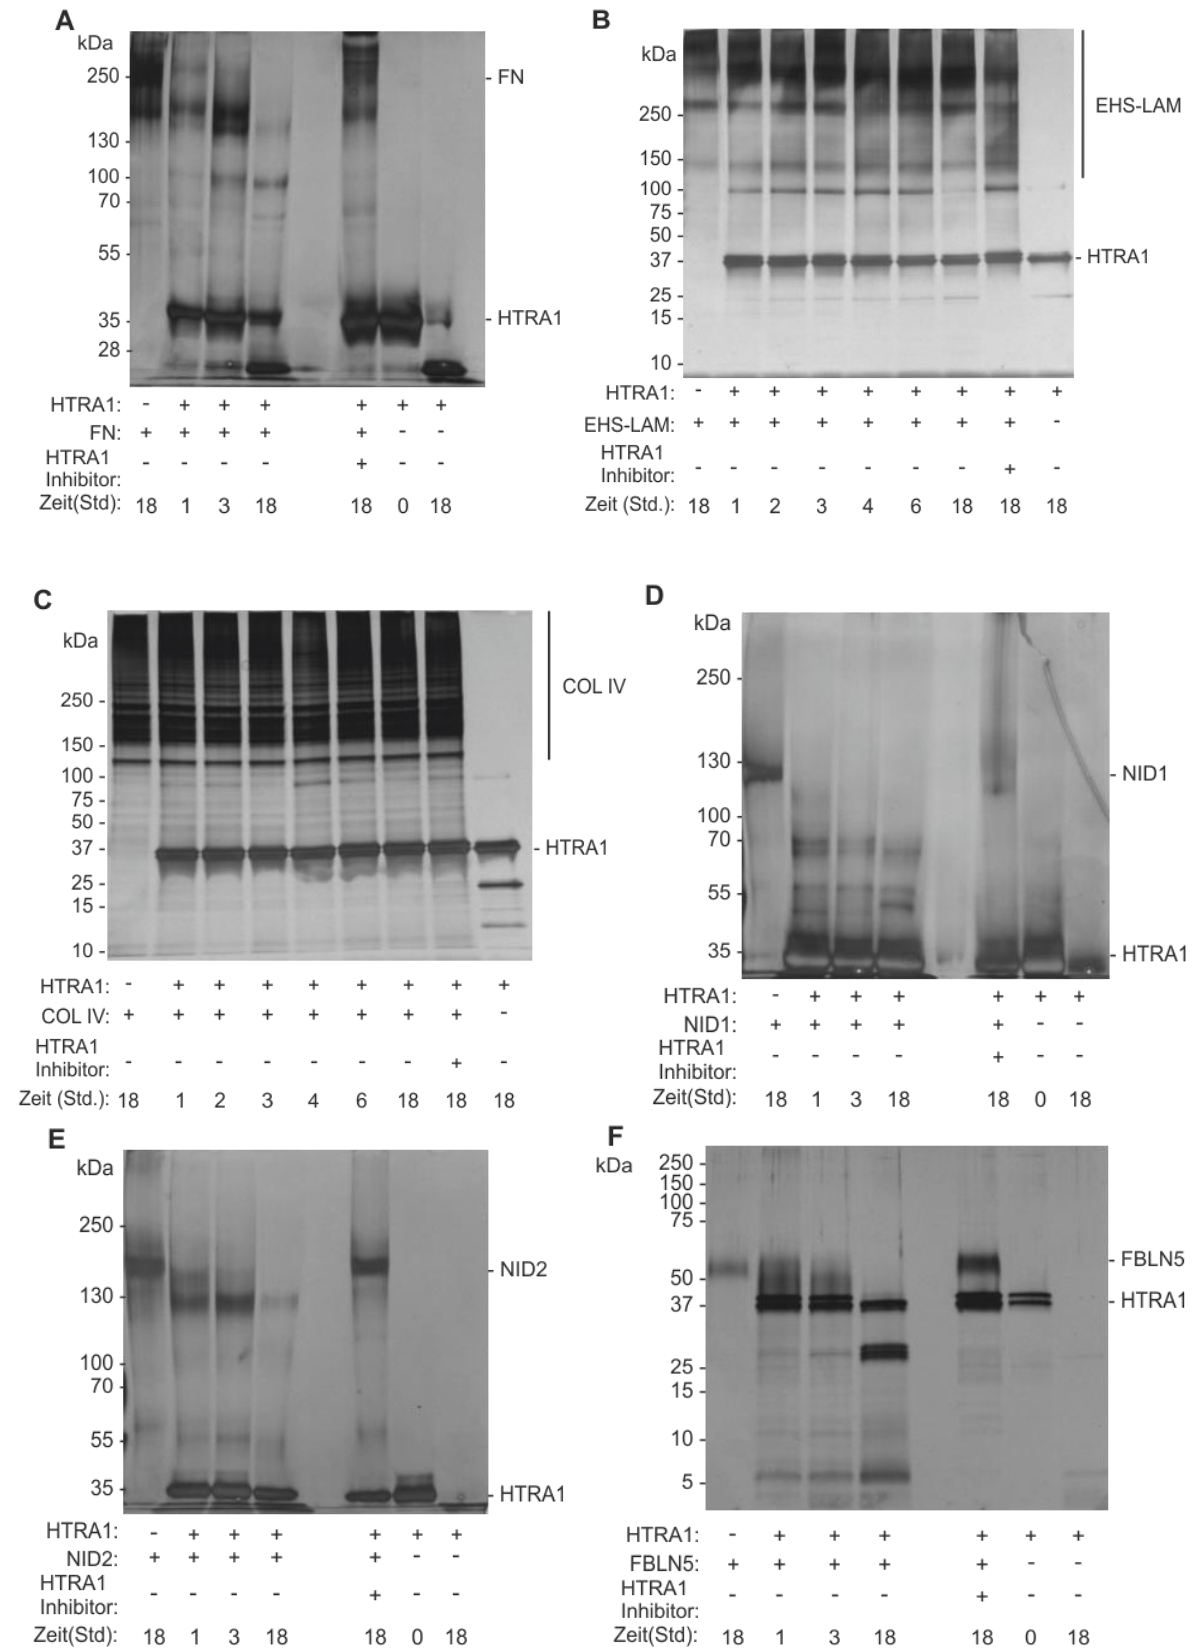 A
kDa
250 -
130 -
100 -
70 -
55 -
35 -
28 -
- FN
- HTRA1
HTRA1: - + + + + + +
FN: + + + + + - -
HTRA1
Inhibitor: - - - - + - -
Zeit(Std): 18 1 3 18 18 0 18
B
kDa
250 -
150 -
100 -
75 -
50 -
37 -
25 -
15 -
10 -
EHS-LAM
- HTRA1
HTRA1: - + + + + + + + +
EHS-LAM: + + + + + + + + -
HTRA1
Inhibitor: - - - - - - - + -
Zeit (Std.): 18 1 2 3 4 6 18 18 18
C
kDa
250 -
150 -
100 -
75 -
50 -
37 -
25 -
15 -
10 -
COL IV
- HTRA1
HTRA1: - + + + + + + + +
COL IV: + + + + + + + + -
HTRA1
Inhibitor: - - - - - - - + -
Zeit (Std.): 18 1 2 3 4 6 18 18 18
D
kDa
250 -
130 -
100 -
70 -
55 -
35 -
- NID1
- HTRA1
HTRA1: - + + + + + +
NID1: + + + + + - -
HTRA1
Inhibitor: - - - - + - -
Zeit(Std): 18 1 3 18 18 0 18
E
kDa
250 -
130 -
100 -
70 -
55 -
35 -
- NID2
- HTRA1
HTRA1: - + + + + + +
NID2: + + + + + - -
HTRA1
Inhibitor: - - - - + - -
Zeit(Std): 18 1 3 18 18 0 18
F
kDa
250 -
150 -
100 -
75 -
50 -
37 -
25 -
15 -
10 -
5 -
- FBLN5
- HTRA1
HTRA1: - + + + + + +
FBLN5: + + + + + - -
HTRA1
Inhibitor: - - - - + - -
Zeit(Std): 18 1 3 18 18 0 18